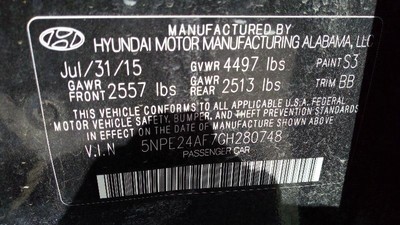 MANUFACTURED BY
HYUNDAI MOTOR MANUFACTURING ALABAMA, LLC
Jul/31/15 GVWR 4497 lbs PAINT S3
GAWR FRONT 2557 lbs GAWR REAR 2513 lbs TRIM BB
THIS VEHICLE CONFORMS TO ALL APPLICABLE U.S.A. FEDERAL
MOTOR VEHICLE SAFETY, BUMPER, AND THEFT PREVENTION STANDARDS
IN EFFECT ON THE DATE OF MANUFACTURE SHOWN ABOVE.
V.I.N 5NPE24AF7GH280748
PASSENGER CAR